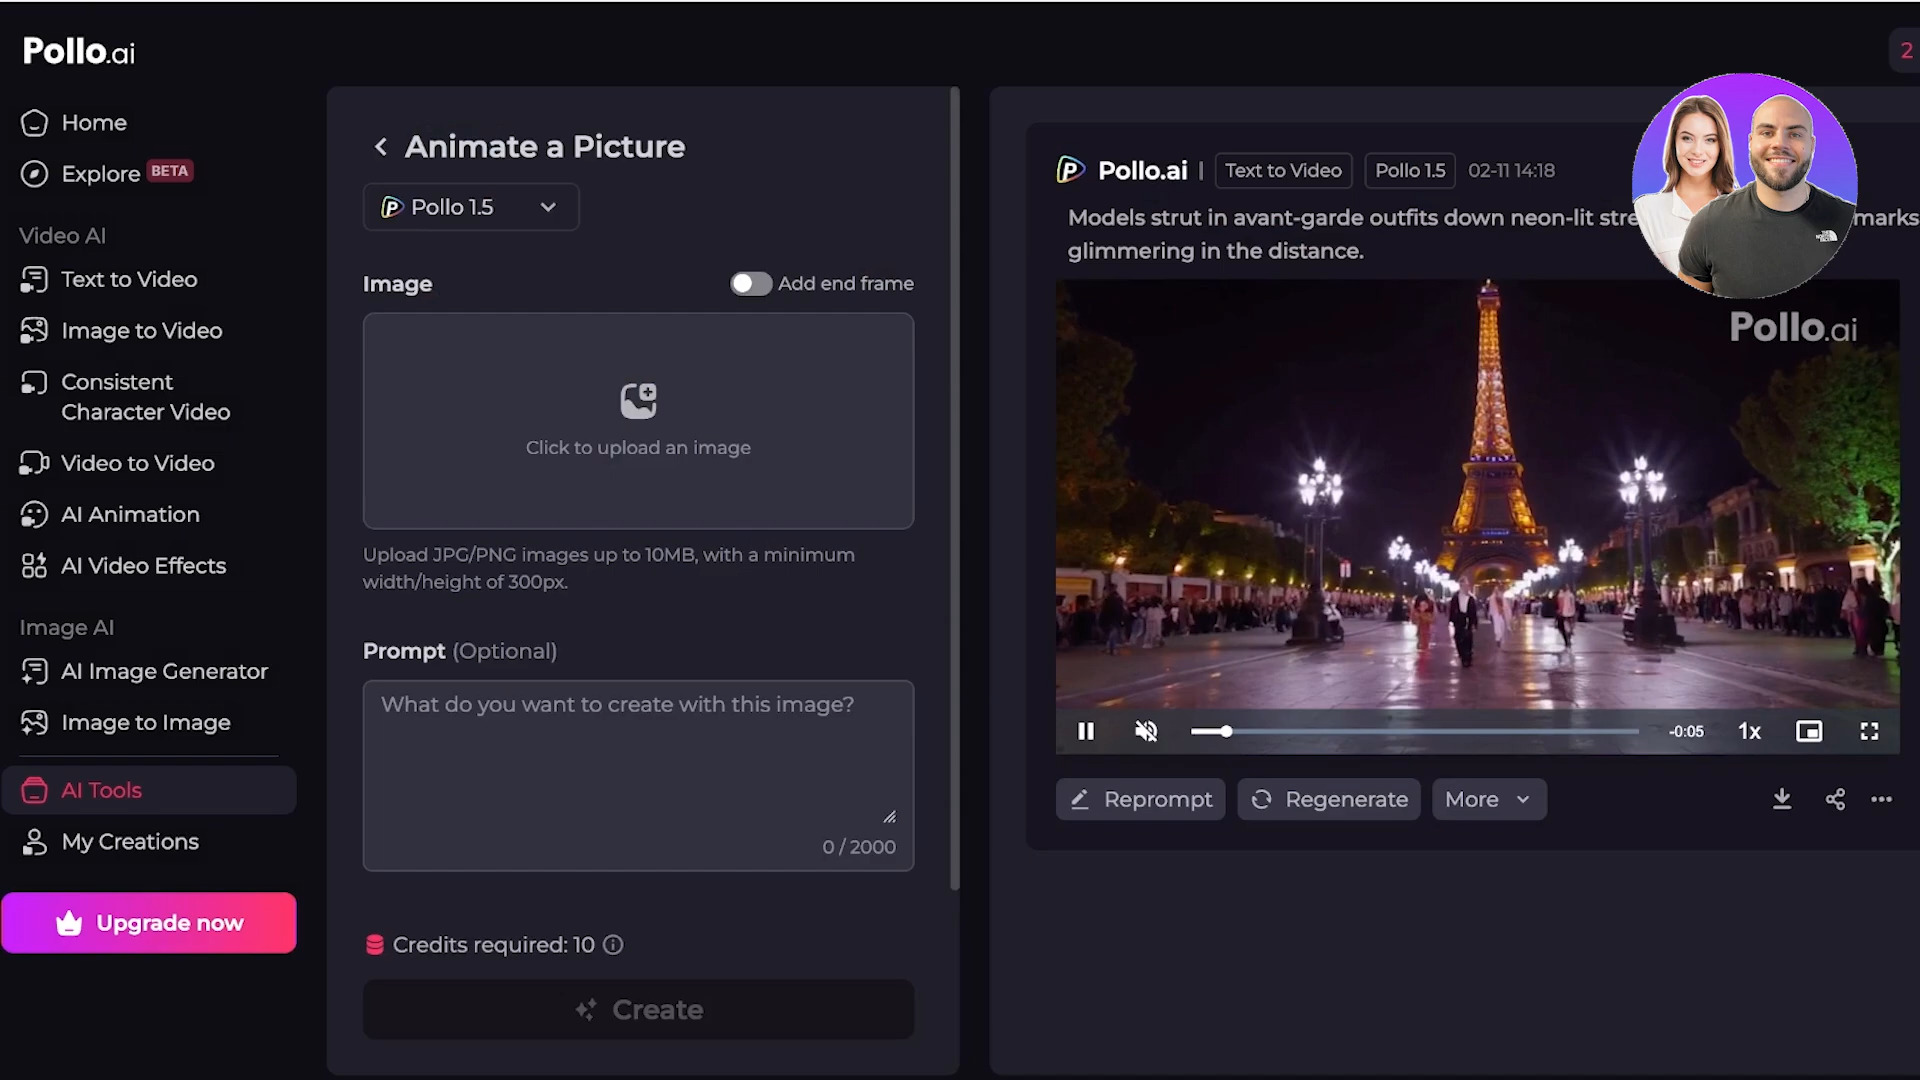 Pollo.ai
Home
Explore BETA
Video AI
Text to Video
Image to Video
Consistent
Character Video
Video to Video
AI Animation
AI Video Effects
Image AI
AI Image Generator
Image to Image
AI Tools
My Creations
Upgrade now
Animate a Picture
Pollo 1.5
Image
Add end frame
Click to upload an image
Upload JPG/PNG images up to 10MB, with a minimum
width/height of 300px.
Prompt (Optional)
What do you want to create with this image?
0 / 2000
Credits required: 10
Create
2
Pollo.ai | Text to Video Pollo 1.5 02-11 14:18
Models strut in avant-garde outfits down neon-lit
glimmering in the distance.
Pollo.ai
-0:05 1x
Reprompt Regenerate More
THE NORTH FACE